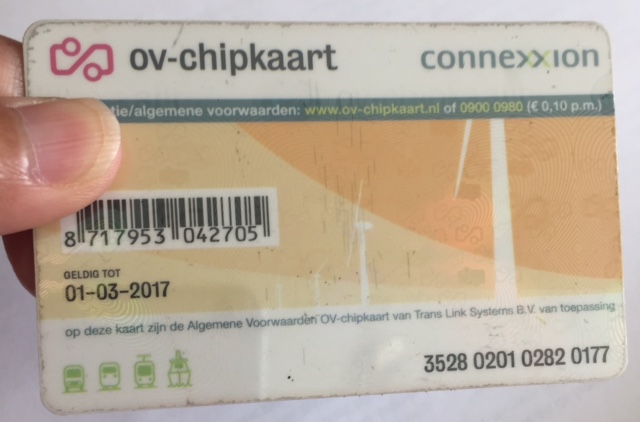 ov-chipkaart
connexxion
tie/algemene voorwaarden: www.ov-chipkaart.nl of 0900 0980 (€ 0,10 p.m.)
8 717953 042705
GELDIG TOT
01-03-2017
op deze kaart zijn de Algemene Voorwaarden OV-chipkaart van Trans Link Systems B.V. van toepassing
3528 0201 0282 0177